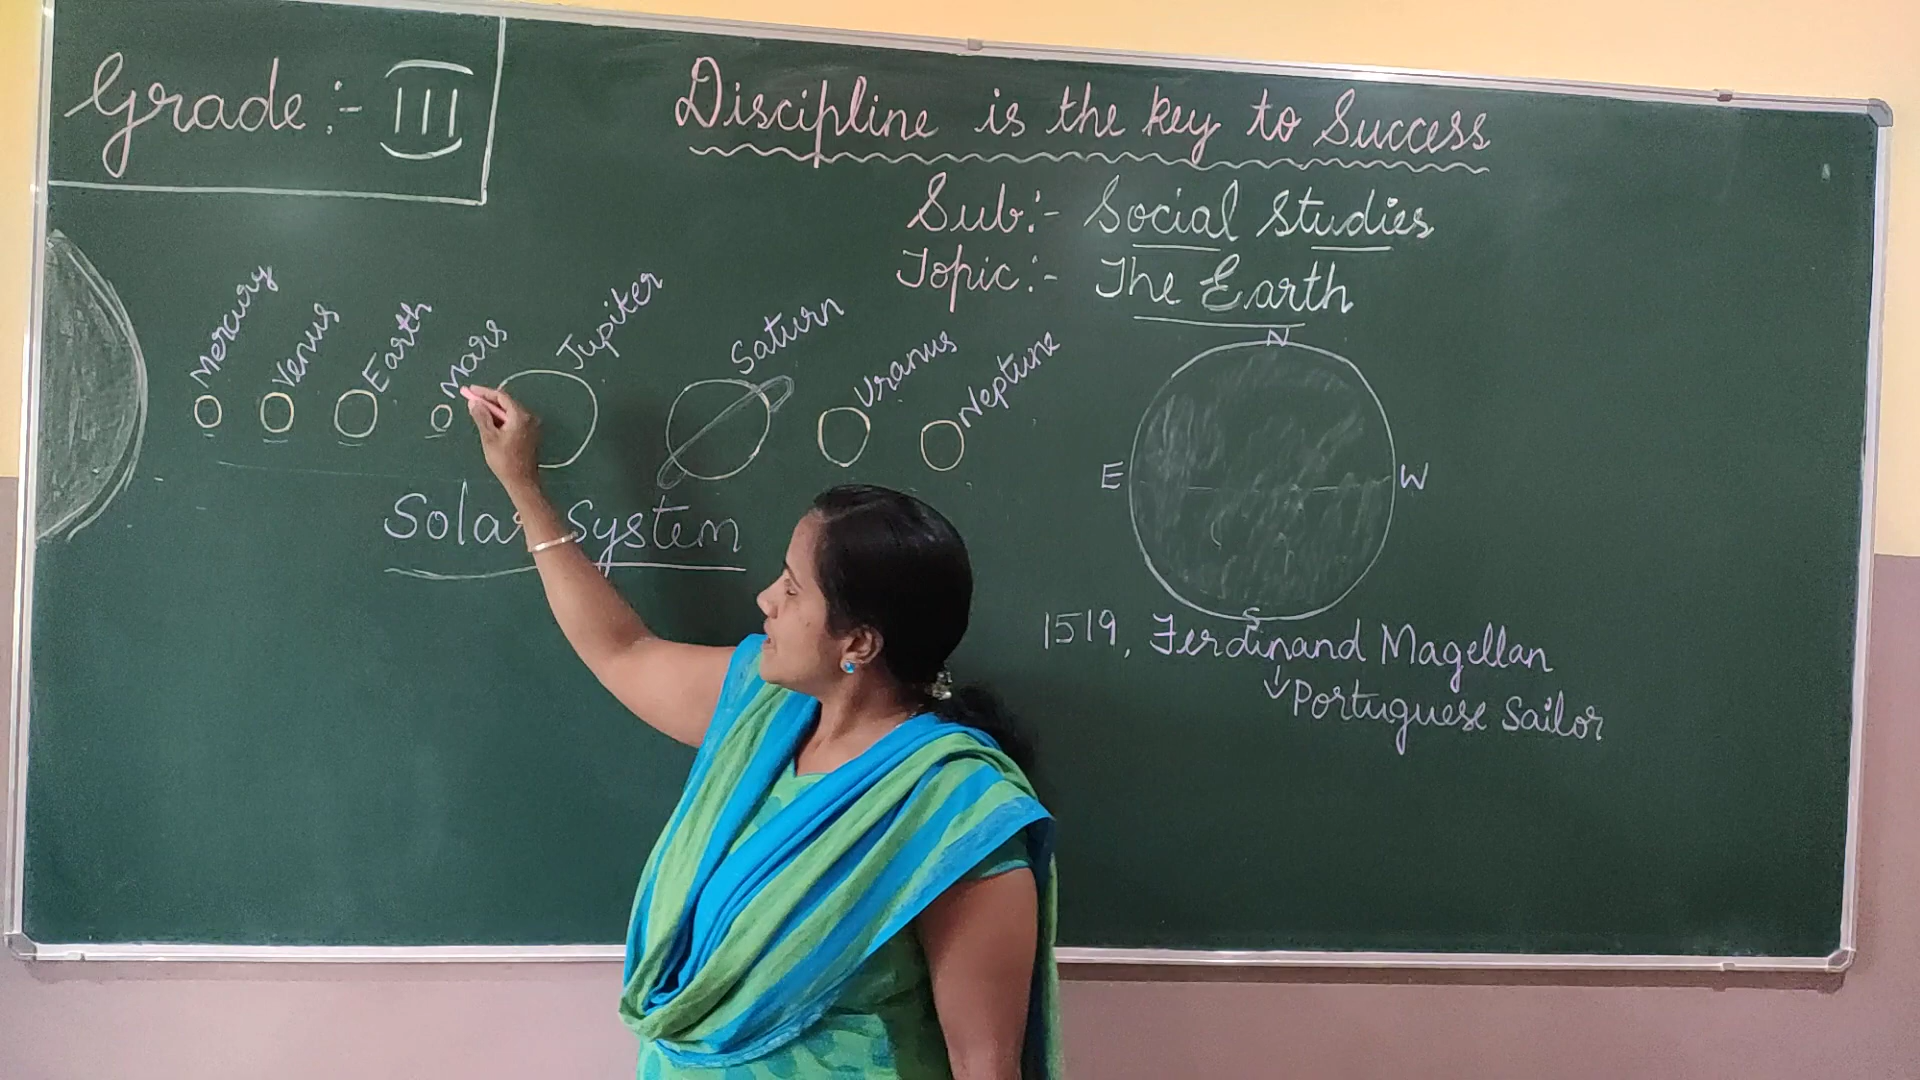 Grade :- III
Discipline is the key to Success
Sub:- Social Studies
Topic:- The Earth
Mercury
Venus
Earth
Mars
Jupiter
Saturn
Uranus
Neptune
Solar System
N
E
W
S
1519, Ferdinand Magellan
Portuguese Sailor